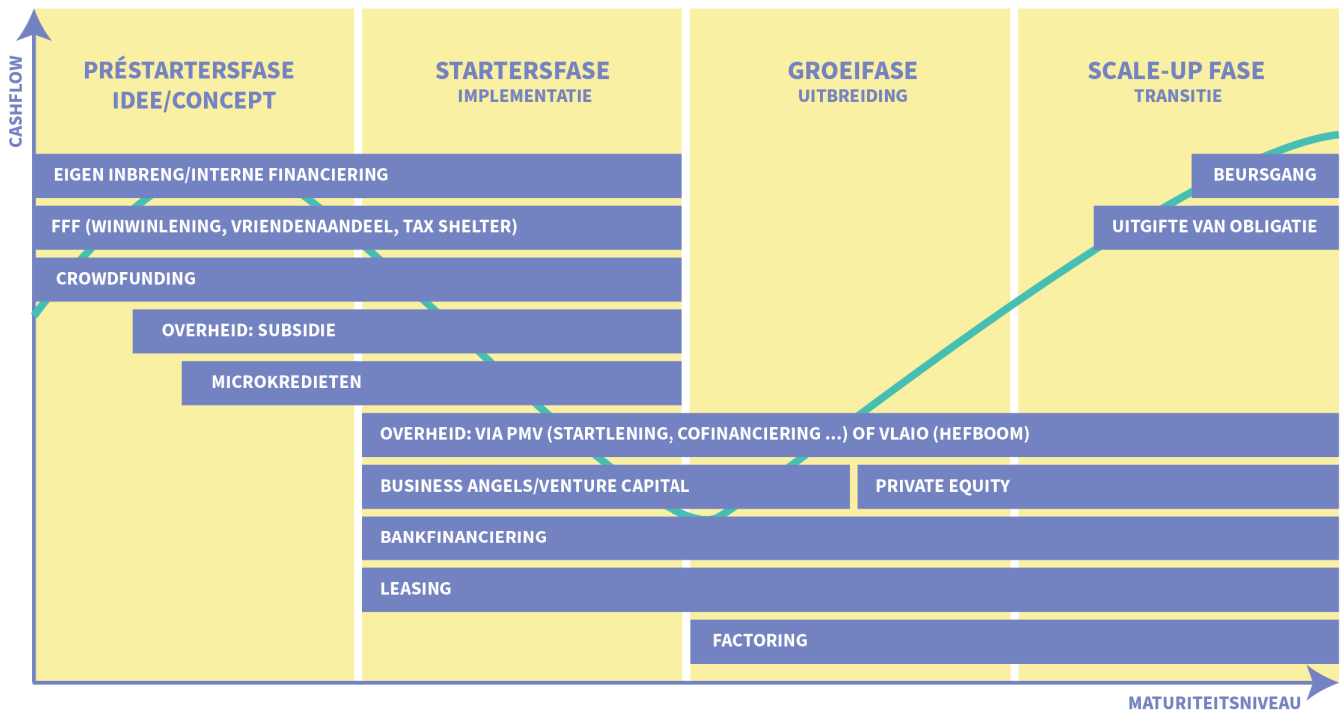 CASHFLOW
PRÉSTARTERSFASE
IDEE/CONCEPT
STARTERSFASE
IMPLEMENTATIE
GROEIFASE
UITBREIDING
SCALE-UP FASE
TRANSITIE
EIGEN INBRENG/INTERNE FINANCIERING
BEURSGANG
FFF (WINWINLENING, VRIENDENAANDEEL, TAX SHELTER)
UITGIFTE VAN OBLIGATIE
CROWDFUNDING
OVERHEID: SUBSIDIE
MICROKREDIETEN
OVERHEID: VIA PMV (STARTLENING, COFINANCIERING ...) OF VLAIO (HEFBOOM)
BUSINESS ANGELS/VENTURE CAPITAL
PRIVATE EQUITY
BANKFINANCIERING
LEASING
FACTORING
MATURITEITSNIVEAU